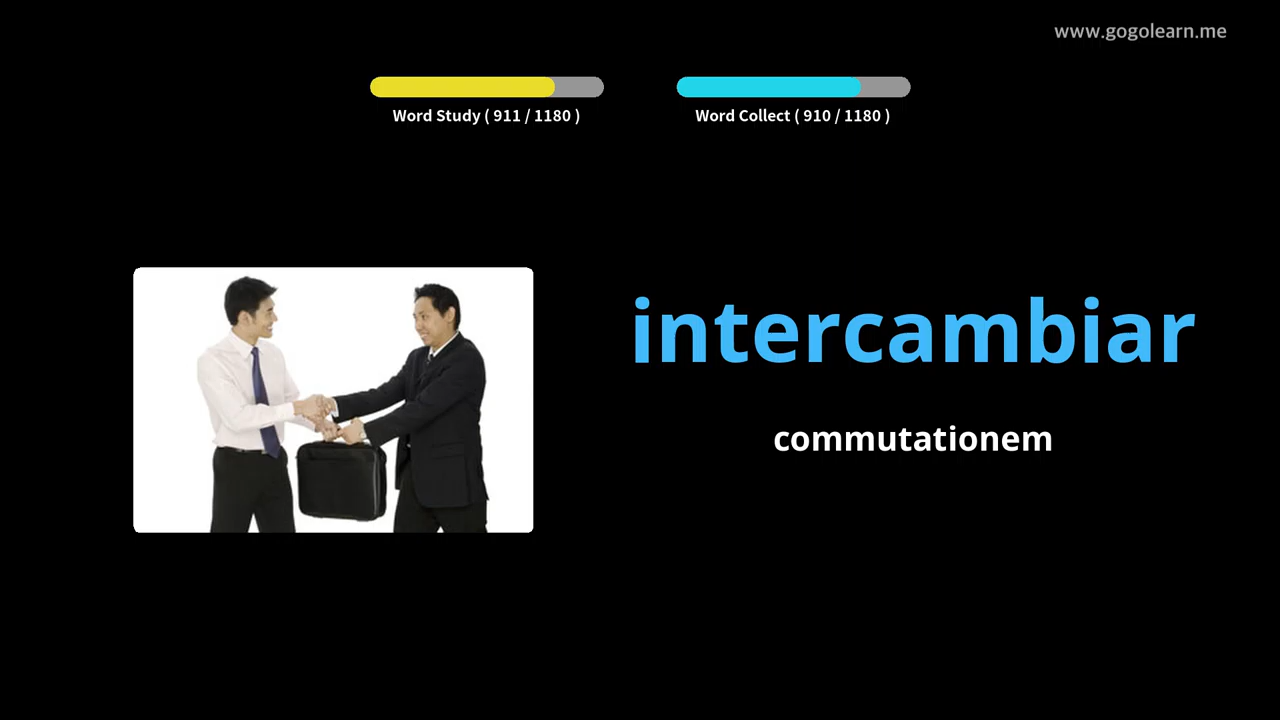 www.gogolearn.me
Word Study ( 911 / 1180 )
Word Collect ( 910 / 1180 )
intercambiar
commutationem